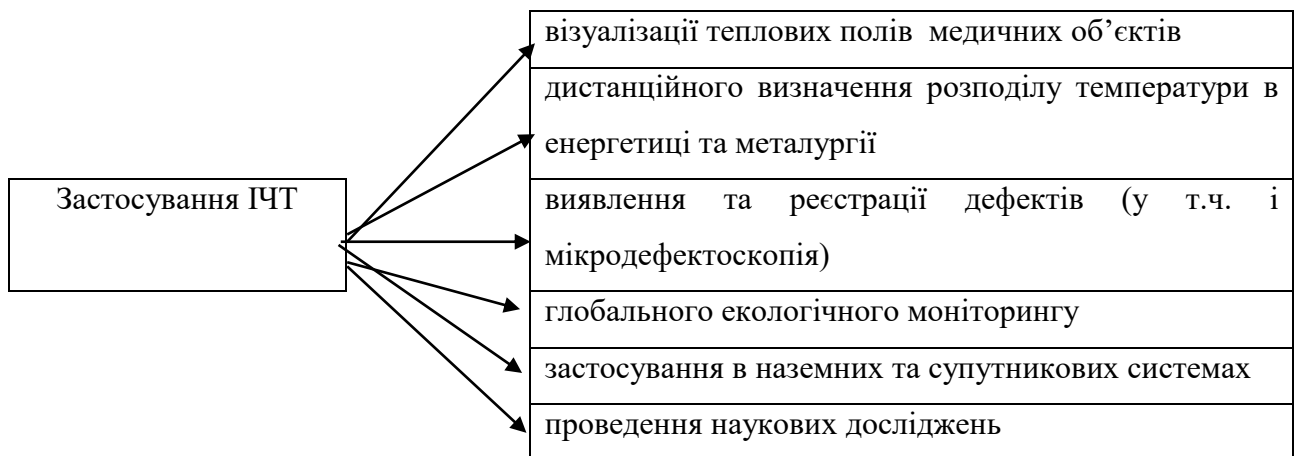 візуалізації теплових полів медичних об’єктів
дистанційного визначення розподілу температури в
енергетиці та металургії
Застосування ІЧТ
виявлення та реєстрації дефектів (у т.ч. і
мікродефектоскопія)
глобального екологічного моніторингу
застосування в наземних та супутникових системах
проведення наукових досліджень